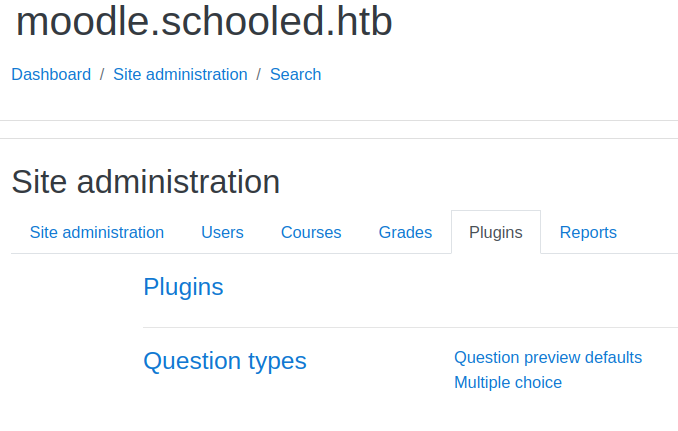 moodle.schooled.htb
Dashboard / Site administration / Search
Site administration
Site administration Users Courses Grades Plugins Reports
Plugins
Question types
Question preview defaults
Multiple choice